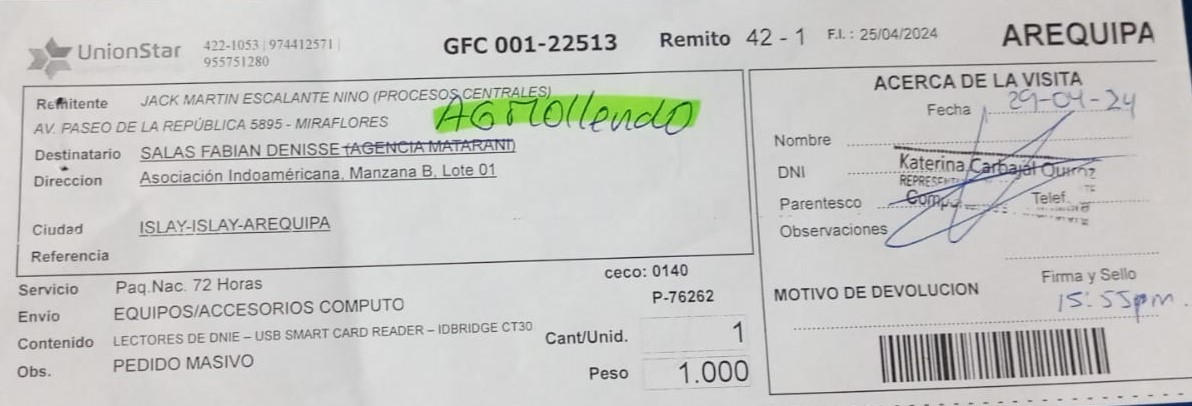 UnionStar 422-1053 | 974412571 |
955751280
GFC 001-22513 Remito 42 - 1 F.I. : 25/04/2024 AREQUIPA
Remitente JACK MARTIN ESCALANTE NINO (PROCESOS CENTRALES)
AV. PASEO DE LA REPÚBLICA 5895 - MIRAFLORES
AG Mollendo
Destinatario SALAS FABIAN DENISSE (AGENCIA MATARANI)
Direccion Asociación Indoaméricana, Manzana B, Lote 01
Ciudad ISLAY-ISLAY-AREQUIPA
Referencia
Servicio Paq.Nac. 72 Horas ceco: 0140
Envio EQUIPOS/ACCESORIOS COMPUTO P-76262
Contenido LECTORES DE DNIE – USB SMART CARD READER – IDBRIDGE CT30 Cant/Unid. 1
Obs. PEDIDO MASIVO Peso 1.000
ACERCA DE LA VISITA
Fecha 29-04-24
Nombre
DNI Katerina Carbajal Quiroz
Parentesco Telef.
Observaciones
Firma y Sello
MOTIVO DE DEVOLUCION 15:55pm.